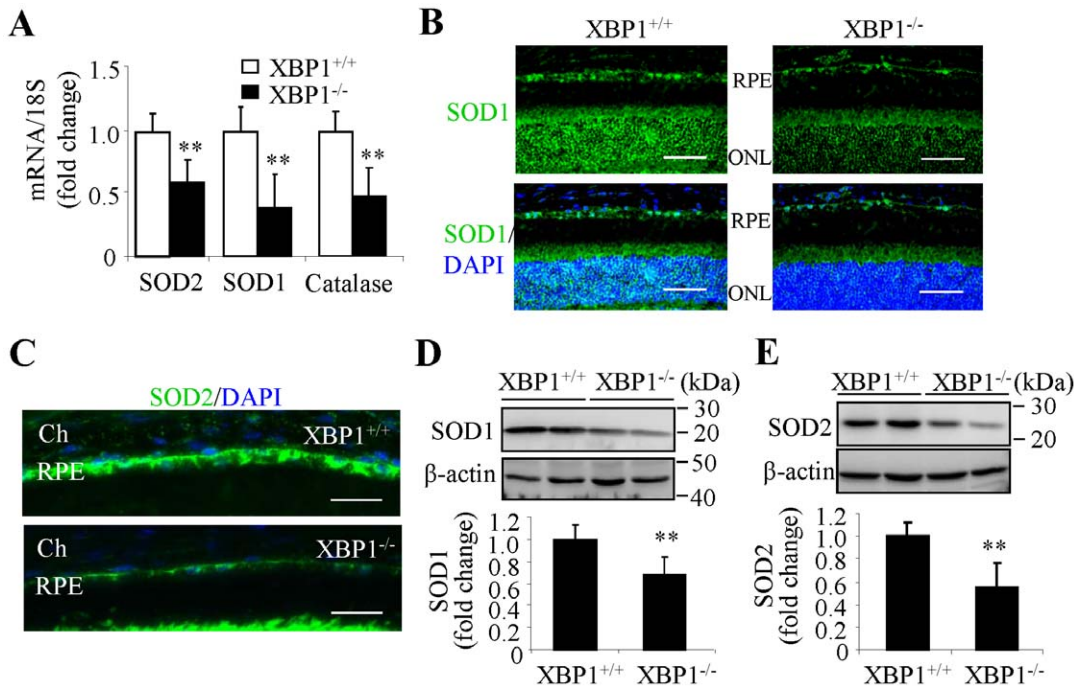 A
mRNA/18S
(fold change)
1.5
1.0
0.5
0
XBP1+/+
XBP1-/-
**
**
**
SOD2
SOD1
Catalase
B
XBP1+/+
XBP1-/-
SOD1
RPE
ONL
SOD1/
DAPI
RPE
ONL
C
SOD2/DAPI
Ch
XBP1+/+
RPE
Ch
XBP1-/-
RPE
D
XBP1+/+ XBP1-/- (kDa)
SOD1
30
20
β-actin
50
40
SOD1
(fold change)
1.2
1.0
0.8
0.6
0.4
0.2
0
**
XBP1+/+ XBP1-/-
E
XBP1+/+ XBP1-/- (kDa)
SOD2
30
20
β-actin
SOD2
(fold change)
1.2
1.0
0.8
0.6
0.4
0.2
0
**
XBP1+/+ XBP1-/-